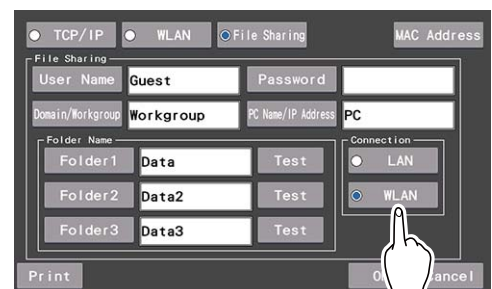 TCP/IP WLAN File Sharing MAC Address
File Sharing
User Name Guest Password
Domain/Workgroup Workgroup PC Name/IP Address PC
Folder Name Connection
Folder1 Data Test LAN
Folder2 Data2 Test WLAN
Folder3 Data3 Test
Print